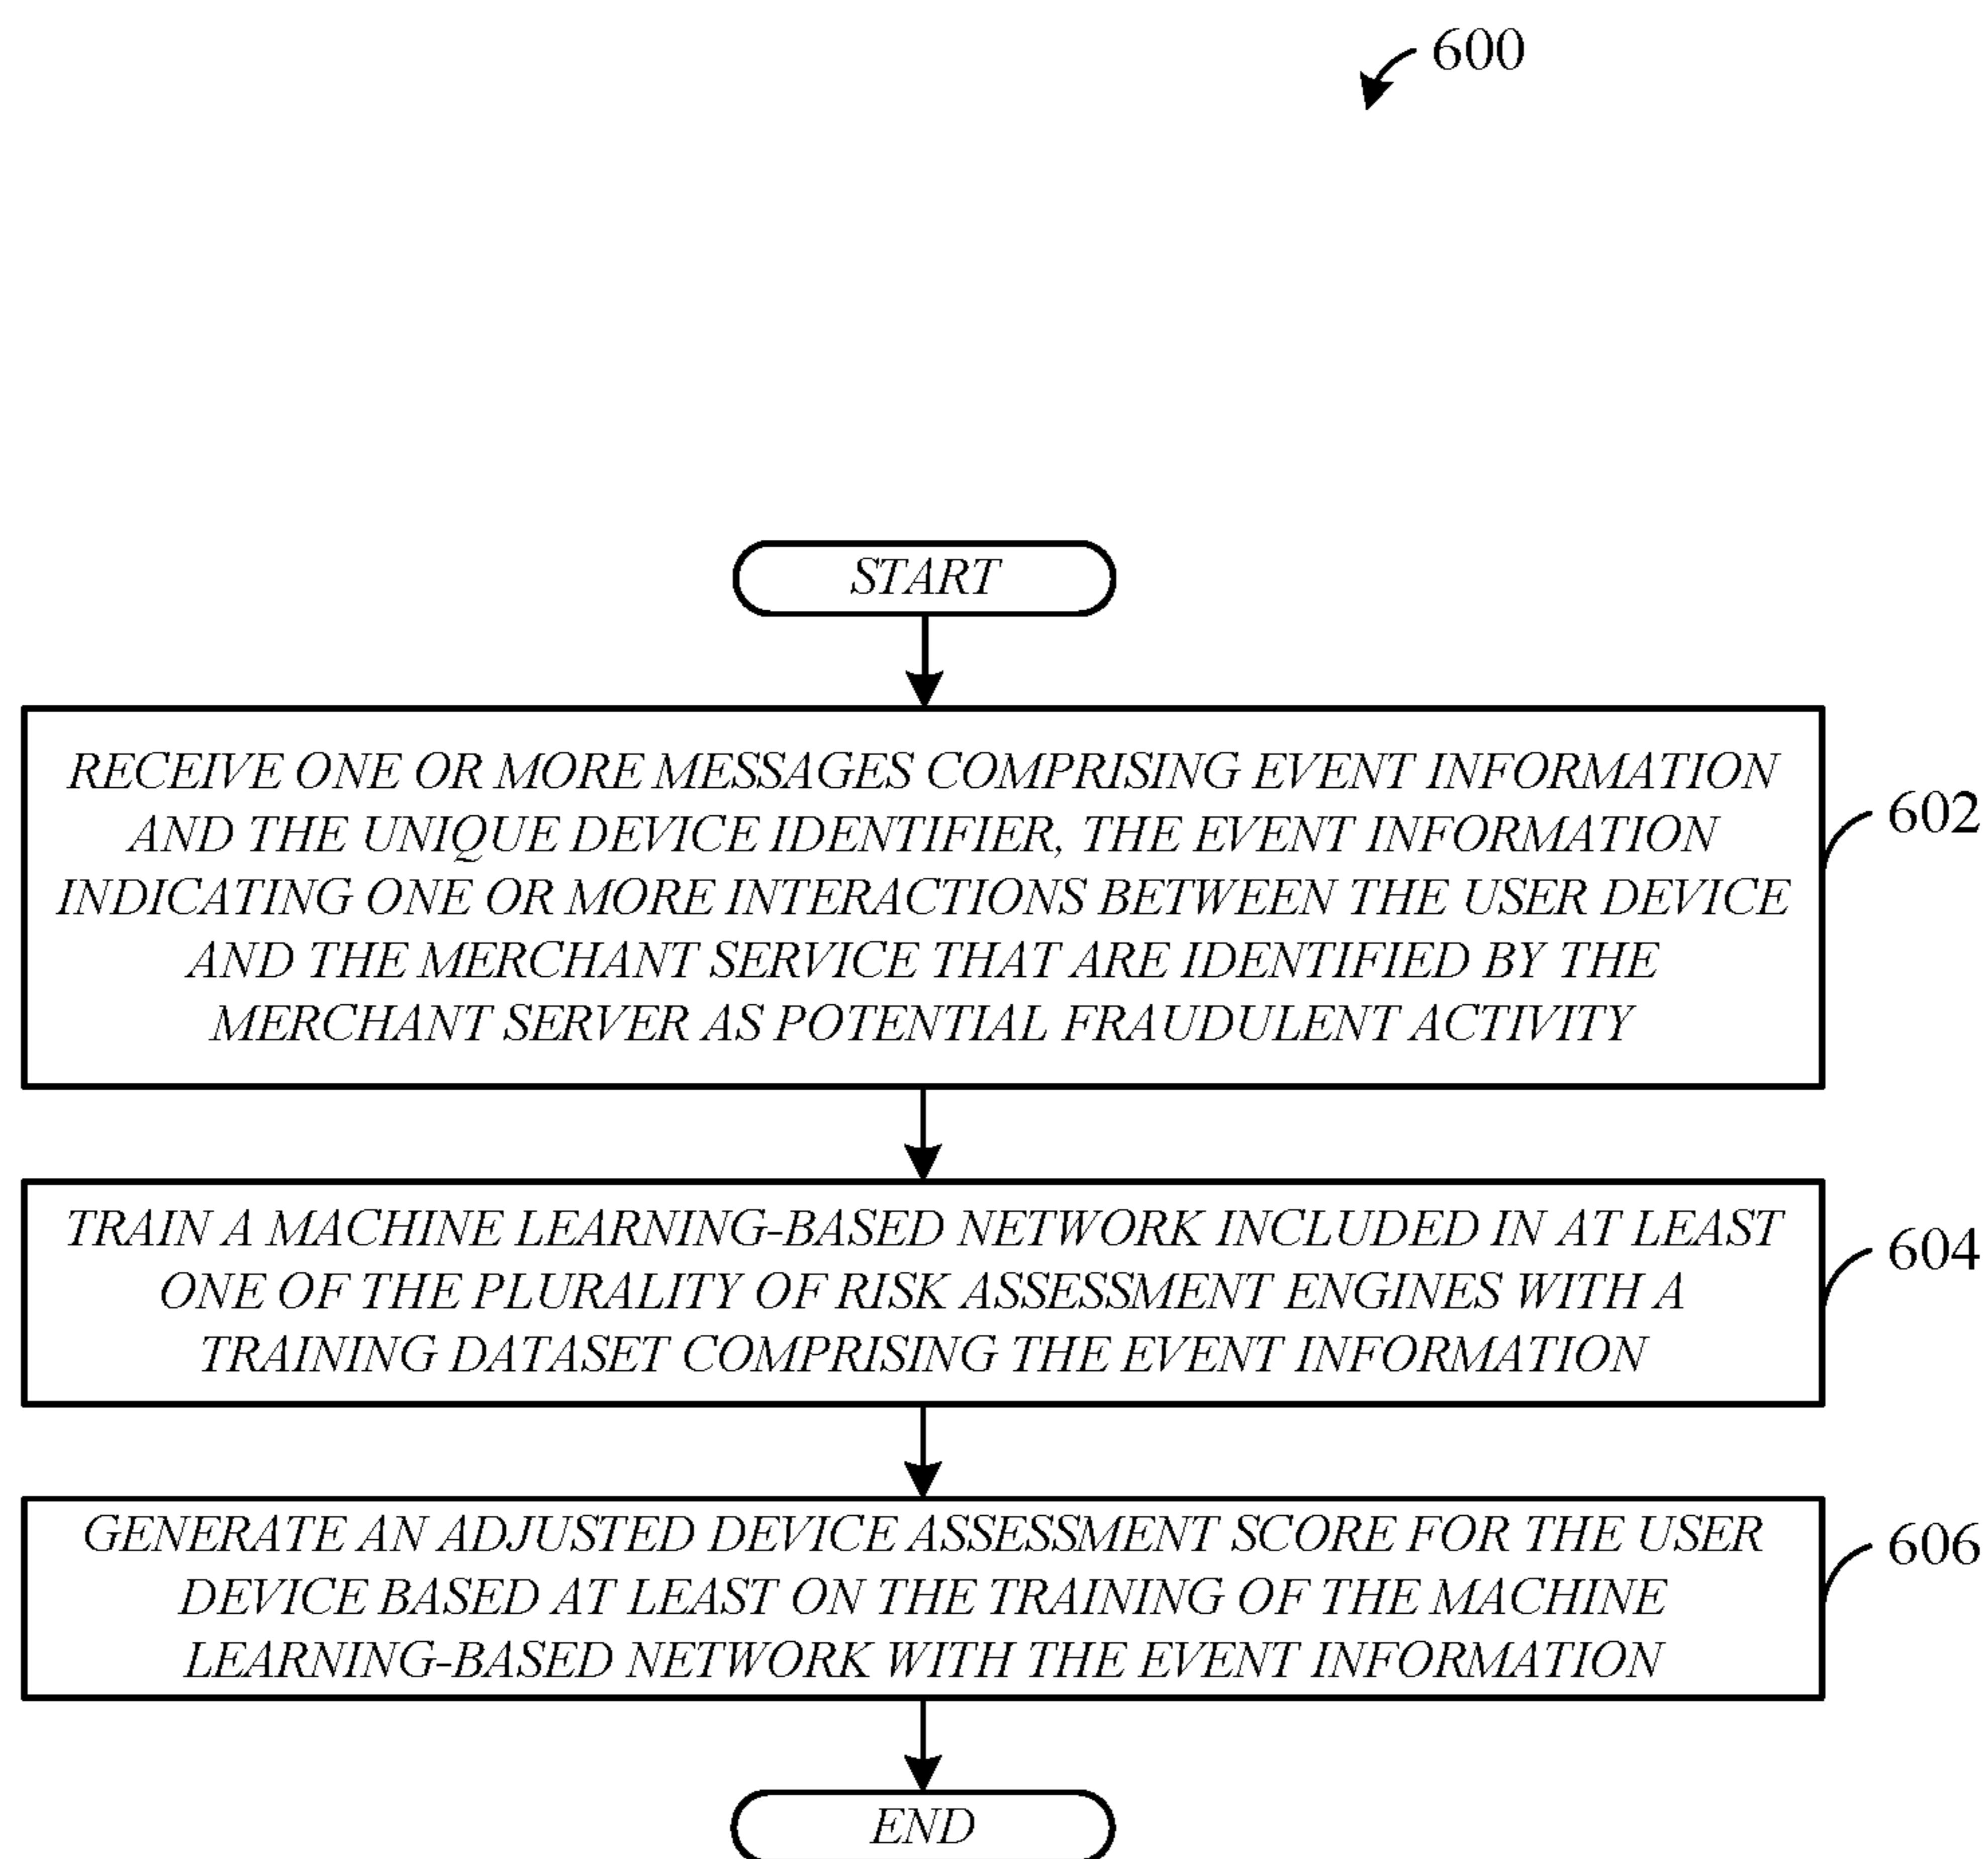 600
START
RECEIVE ONE OR MORE MESSAGES COMPRISING EVENT INFORMATION
AND THE UNIQUE DEVICE IDENTIFIER, THE EVENT INFORMATION
INDICATING ONE OR MORE INTERACTIONS BETWEEN THE USER DEVICE
AND THE MERCHANT SERVICE THAT ARE IDENTIFIED BY THE
MERCHANT SERVER AS POTENTIAL FRAUDULENT ACTIVITY
602
TRAIN A MACHINE LEARNING-BASED NETWORK INCLUDED IN AT LEAST
ONE OF THE PLURALITY OF RISK ASSESSMENT ENGINES WITH A
TRAINING DATASET COMPRISING THE EVENT INFORMATION
604
GENERATE AN ADJUSTED DEVICE ASSESSMENT SCORE FOR THE USER
DEVICE BASED AT LEAST ON THE TRAINING OF THE MACHINE
LEARNING-BASED NETWORK WITH THE EVENT INFORMATION
606
END